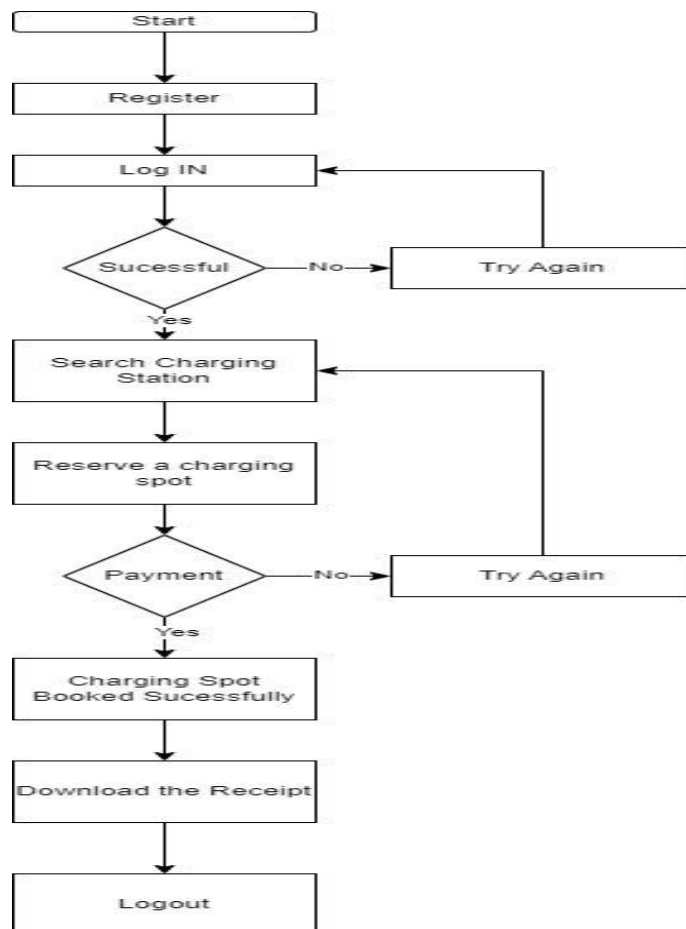 Start
Register
Log IN
Sucessful
No
Try Again
Yes
Search Charging
Station
Reserve a charging
spot
Payment
No
Try Again
Yes
Charging Spot
Booked Sucessfully
Download the Receipt
Logout